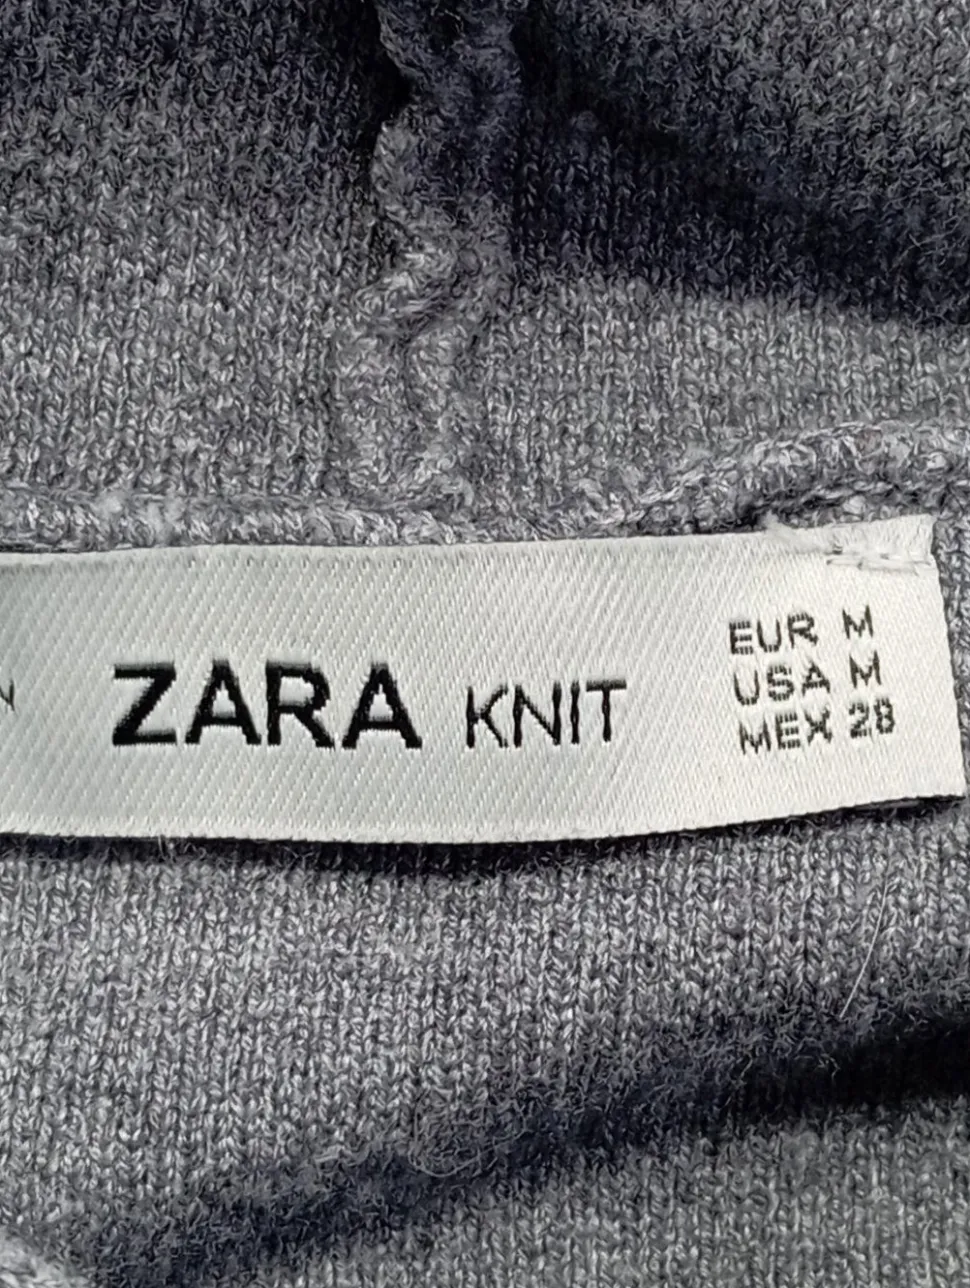 ZARA KNIT
EUR M
USA M
MEX 28